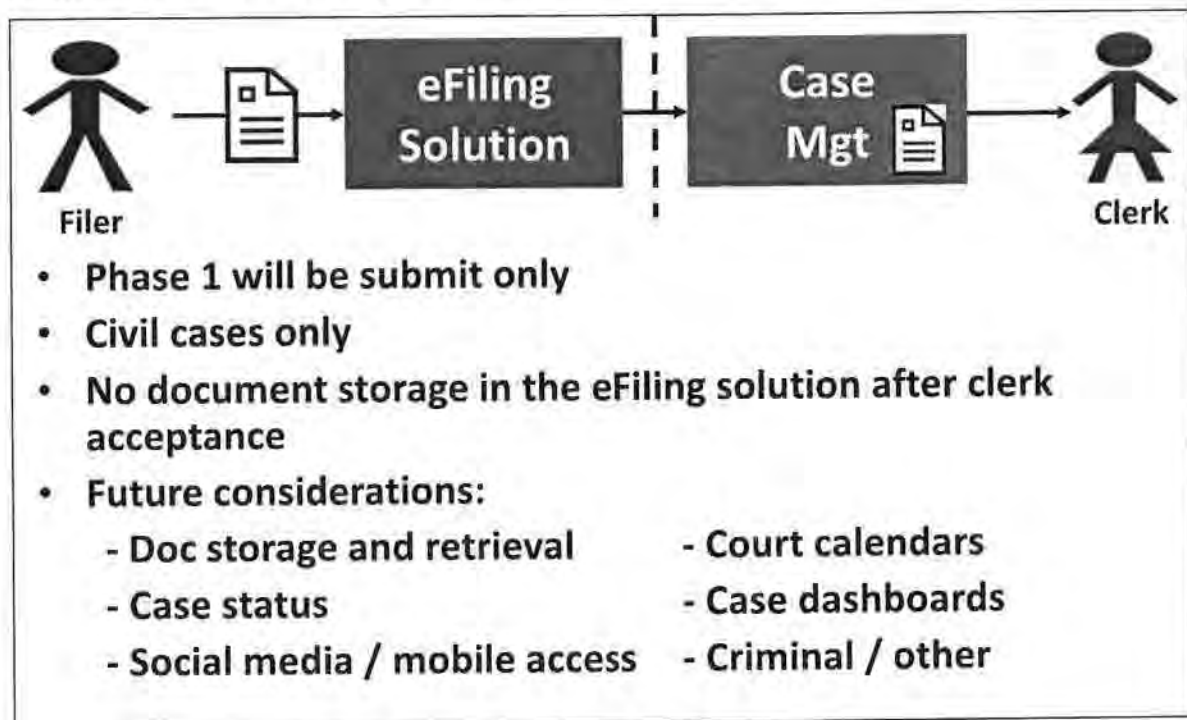 eFiling
Solution
Case
Mgt
Filer
Clerk
• Phase 1 will be submit only
• Civil cases only
• No document storage in the eFiling solution after clerk
acceptance
• Future considerations:
- Doc storage and retrieval
- Court calendars
- Case status
- Case dashboards
- Social media / mobile access
- Criminal / other